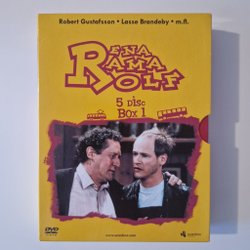 Robert Gustafsson • Lasse Brandeby • m.fl.
RENA
RAMA
ROLF
5 DISC
BOX 1
DVD